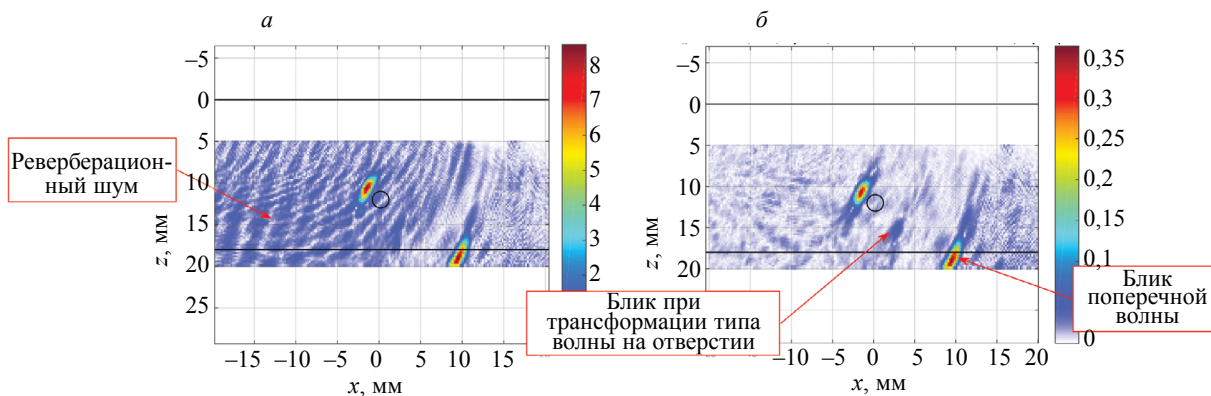 а
б
–5
0
5
10
15
20
25
z, мм
–15
–10
–5
0
5
10
15
x, мм
8
7
6
5
4
3
2
Реверберацион-
ный шум
–5
0
5
10
15
20
z, мм
–10
–5
0
5
10
15
20
x, мм
0,35
0,3
0,25
0,2
0,15
0,1
0
Блик при
трансформации типа
волны на отверстии
Блик
поперечной
волны